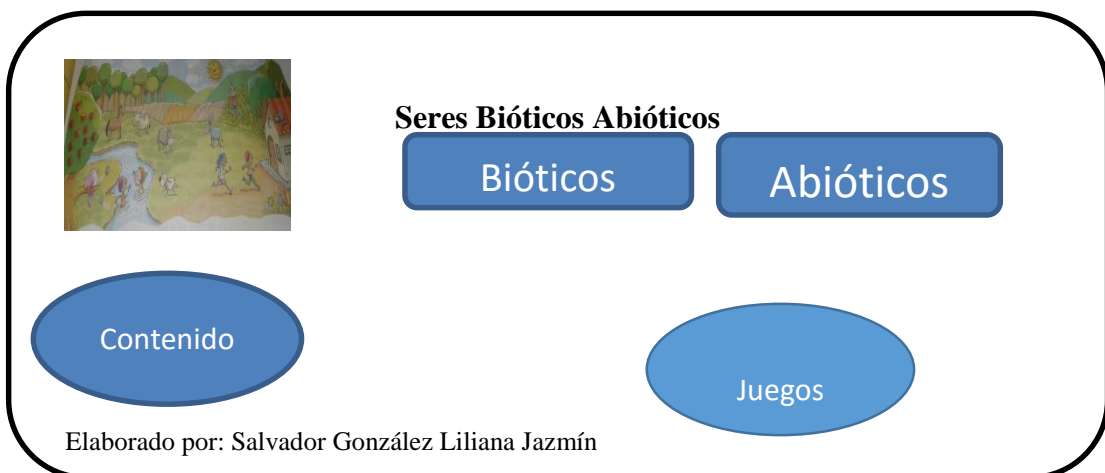 Seres Bióticos Abióticos
Bióticos
Abióticos
Contenido
Juegos
Elaborado por: Salvador González Liliana Jazmín